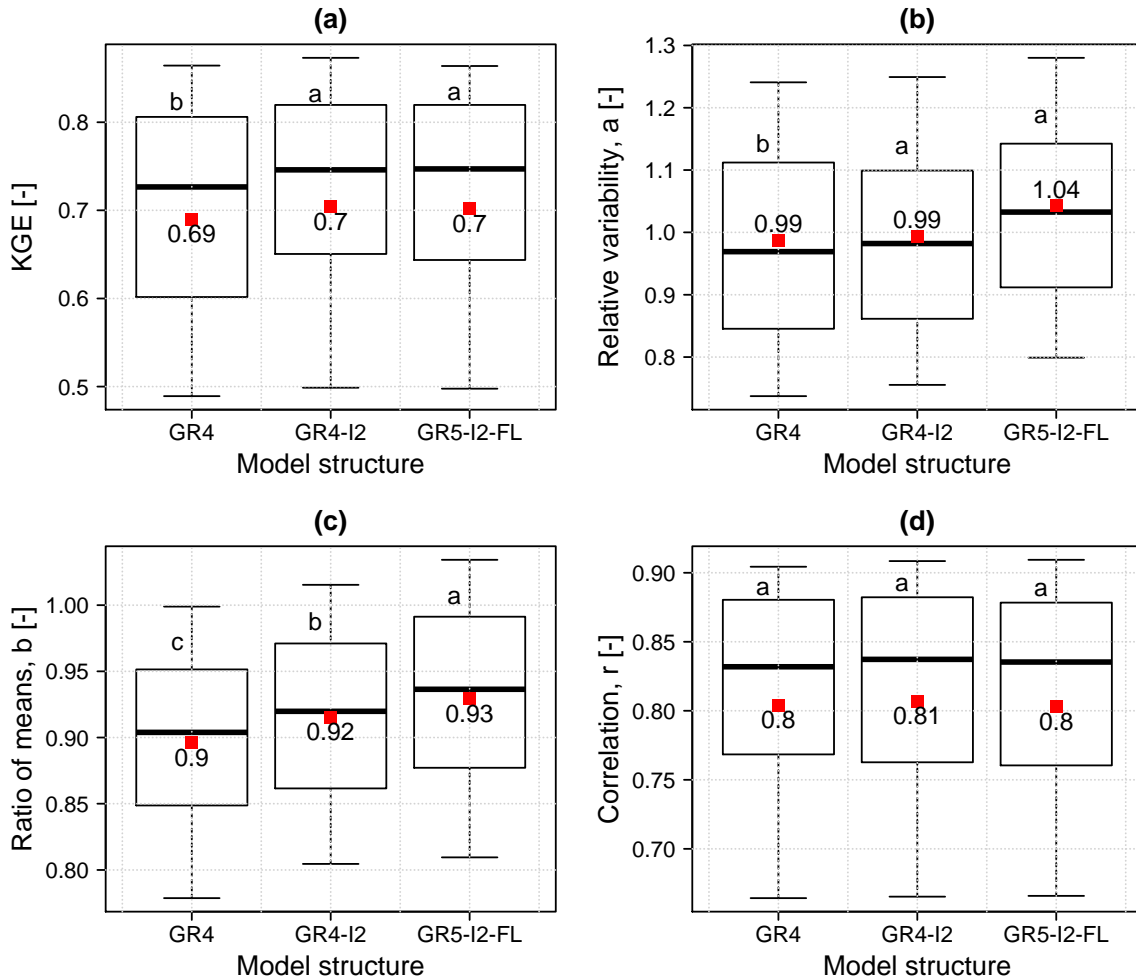 (a)
KGE [-]
0.8
0.7
0.6
0.5
b
a
a
0.69
0.7
0.7
GR4
GR4-I2
GR5-I2-FL
Model structure
(b)
Relative variability, a [-]
1.3
1.2
1.1
1.0
0.9
0.8
b
a
a
0.99
0.99
1.04
GR4
GR4-I2
GR5-I2-FL
Model structure
(c)
Ratio of means, b [-]
1.00
0.95
0.90
0.85
0.80
c
b
a
0.9
0.92
0.93
GR4
GR4-I2
GR5-I2-FL
Model structure
(d)
Correlation, r [-]
0.90
0.85
0.80
0.75
0.70
a
a
a
0.8
0.81
0.8
GR4
GR4-I2
GR5-I2-FL
Model structure